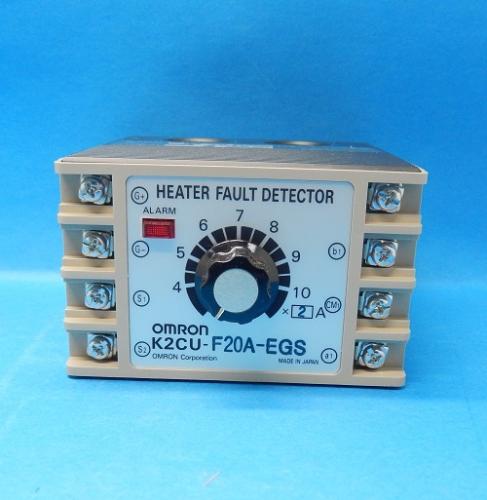 HEATER FAULT DETECTOR
G+
ALARM
G-
b1
S1
CM1
S2
a1
4 5 6 7 8 9 10
× 2 A
OMRON
K2CU-F20A-EGS
OMRON Corporation
MADE IN JAPAN